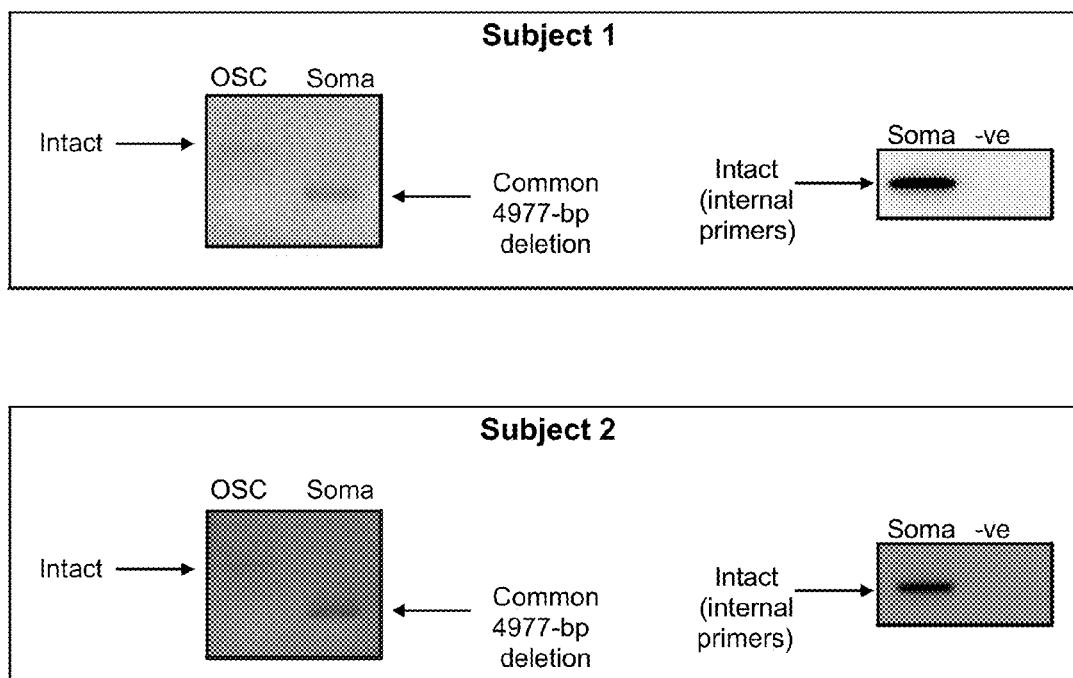 Subject 1
OSC Soma
Intact
Common
4977-bp
deletion
Soma -ve
Intact
(internal
primers)
Subject 2
OSC Soma
Intact
Common
4977-bp
deletion
Soma -ve
Intact
(internal
primers)